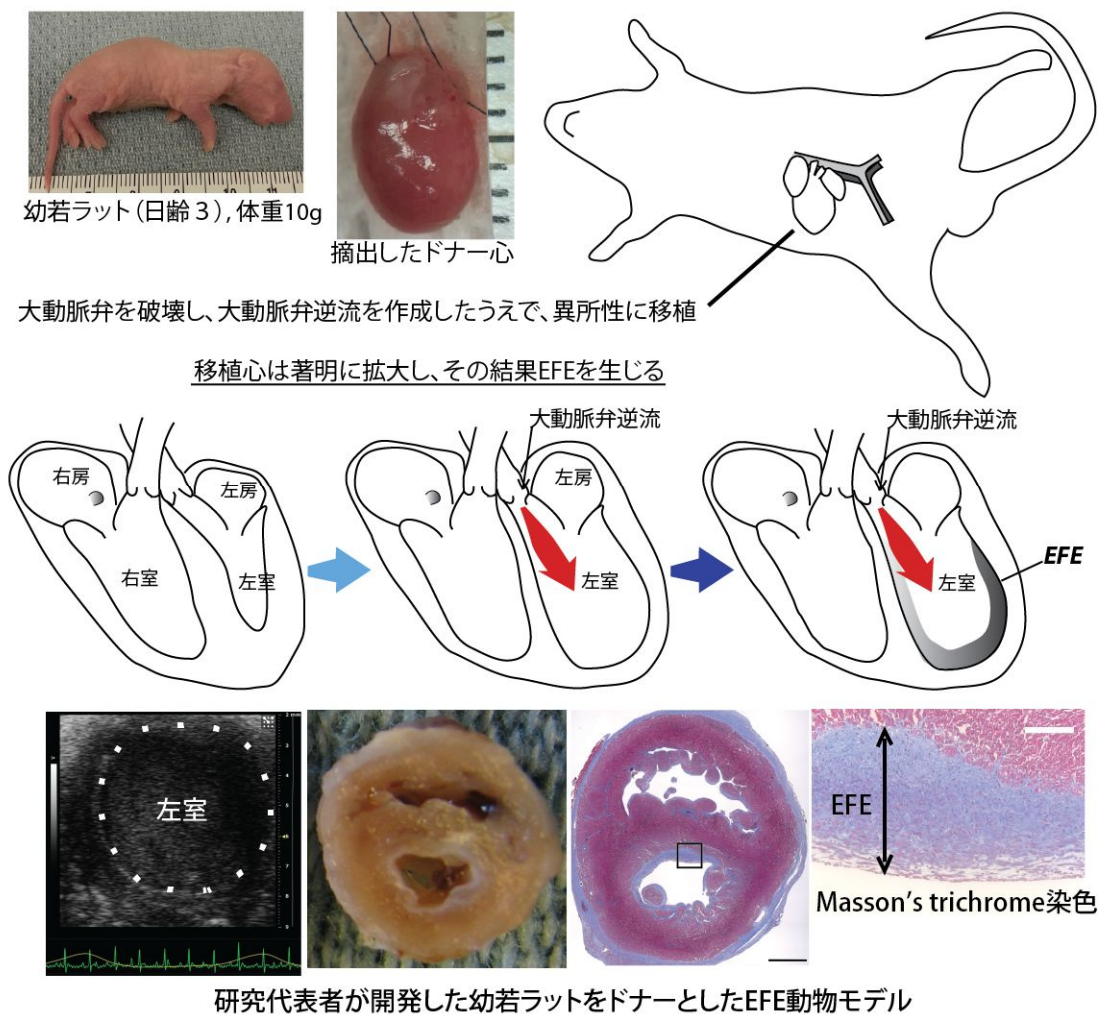 幼若ラット（日齢３）, 体重10g
摘出したドナー心
大動脈弁を破壊し、大動脈弁逆流を作成したうえで、異所性に移植
移植心は著明に拡大し、その結果EFEを生じる
大動脈弁逆流
大動脈弁逆流
右房
左房
左房
右室
左室
左室
左室
EFE
左室
EFE
Masson's trichrome染色
研究代表者が開発した幼若ラットをドナーとしたEFE動物モデル